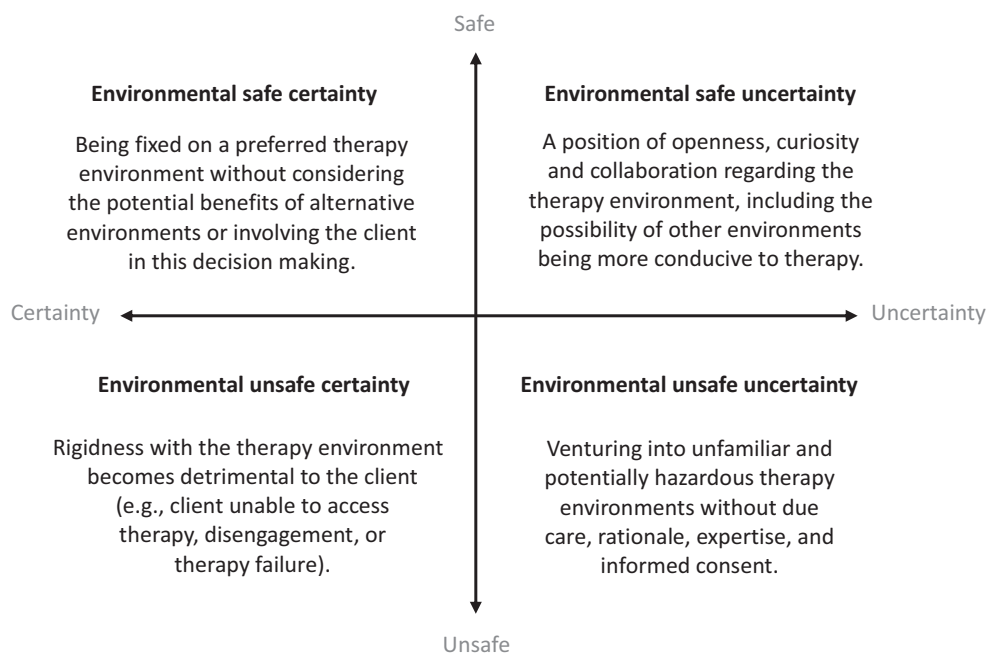 Safe
Environmental safe certainty
Being fixed on a preferred therapy
environment without considering
the potential benefits of alternative
environments or involving the client
in this decision making.
Environmental safe uncertainty
A position of openness, curiosity
and collaboration regarding the
therapy environment, including the
possibility of other environments
being more conducive to therapy.
Certainty
Uncertainty
Environmental unsafe certainty
Rigidness with the therapy environment
becomes detrimental to the client
(e.g., client unable to access
therapy, disengagement, or
therapy failure).
Environmental unsafe uncertainty
Venturing into unfamiliar and
potentially hazardous therapy
environments without due
care, rationale, expertise, and
informed consent.
Unsafe